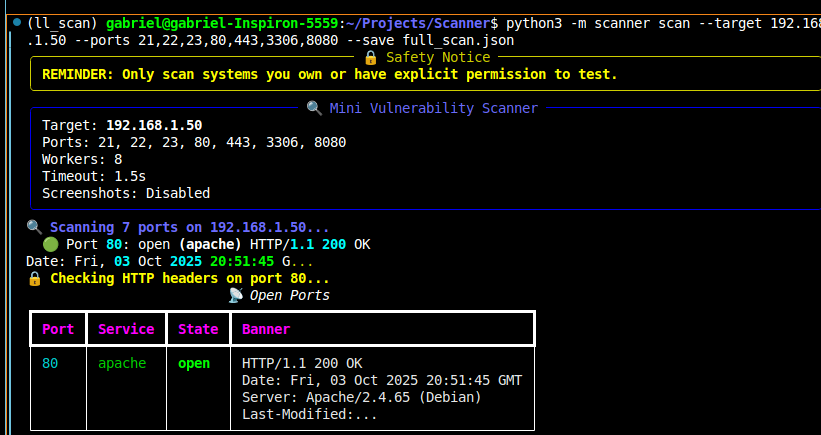 (ll_scan) gabriel@gabriel-Inspiron-5559:~/Projects/Scanner$ python3 -m scanner scan --target 192.168
.1.50 --ports 21,22,23,80,443,3306,8080 --save full_scan.json
🔒 Safety Notice
REMINDER: Only scan systems you own or have explicit permission to test.
🔍 Mini Vulnerability Scanner
Target: 192.168.1.50
Ports: 21, 22, 23, 80, 443, 3306, 8080
Workers: 8
Timeout: 1.5s
Screenshots: Disabled
🔍 Scanning 7 ports on 192.168.1.50...
🟢 Port 80: open (apache) HTTP/1.1 200 OK
Date: Fri, 03 Oct 2025 20:51:45 G...
🔒 Checking HTTP headers on port 80...
📡 Open Ports
Port Service State Banner
80 apache open HTTP/1.1 200 OK
Date: Fri, 03 Oct 2025 20:51:45 GMT
Server: Apache/2.4.65 (Debian)
Last-Modified:...